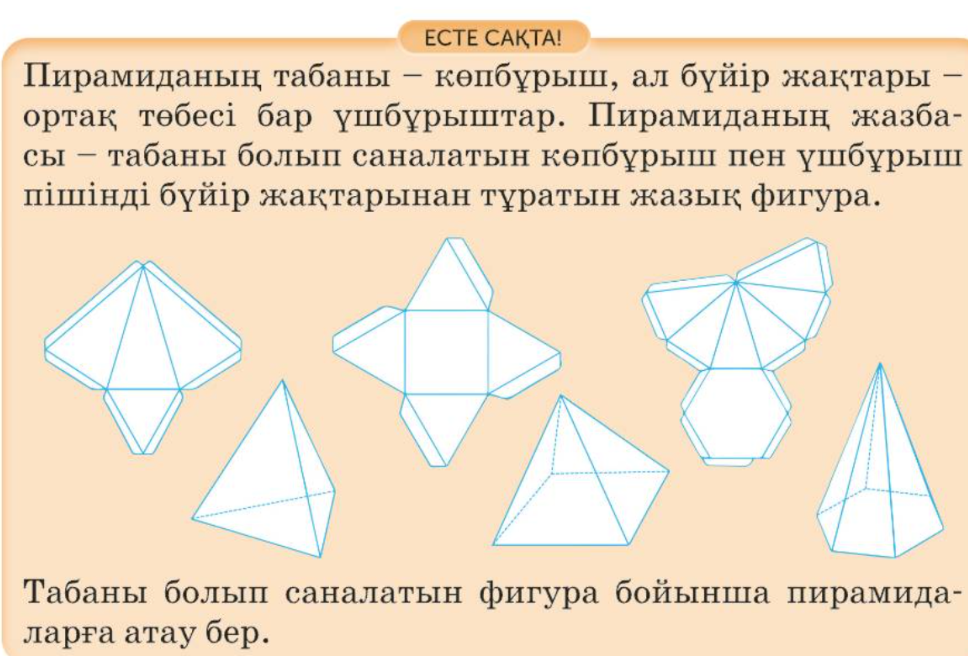 ЕСТЕ САҚТА!
Пирамиданың табаны – көпбұрыш, ал бүйір жақтары –
ортақ төбесі бар үшбұрыштар. Пирамиданың жазба-
сы – табаны болып саналатын көпбұрыш пен үшбұрыш
пішінді бүйір жақтарынан тұратын жазық фигура.
Табаны болып саналатын фигура бойынша пирамида-
ларға атау бер.